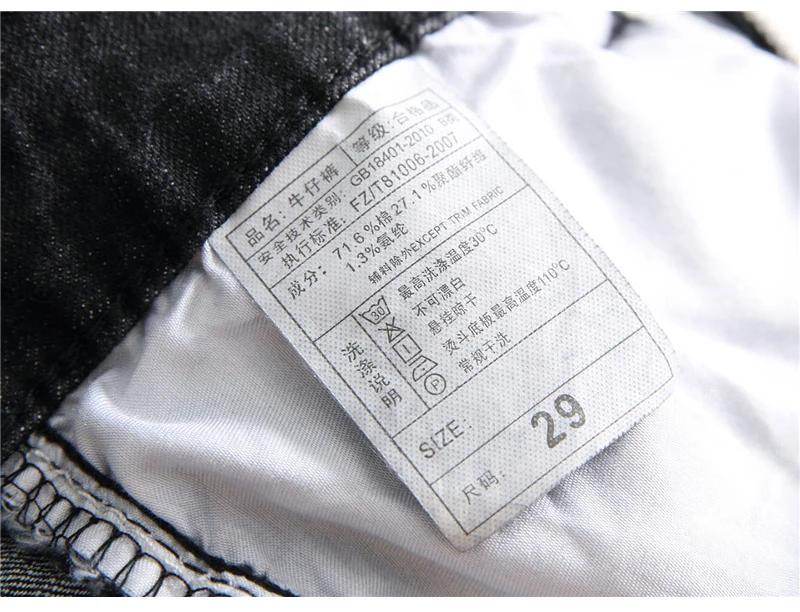 品名: 牛仔裤 等级: 合格品
安全技术类别: GB18401-2010 B类
执行标准: FZ/T81006-2007
成分: 71.6%棉27.1%聚酯纤维
1.3%氨纶
辅料除外EXCEPT TRIM FABRIC
洗涤说明
30
最高洗涤温度30℃
不可漂白
悬挂晾干
烫斗底板最高温度110℃
P
常规干洗
SIZE:
尺码:
29